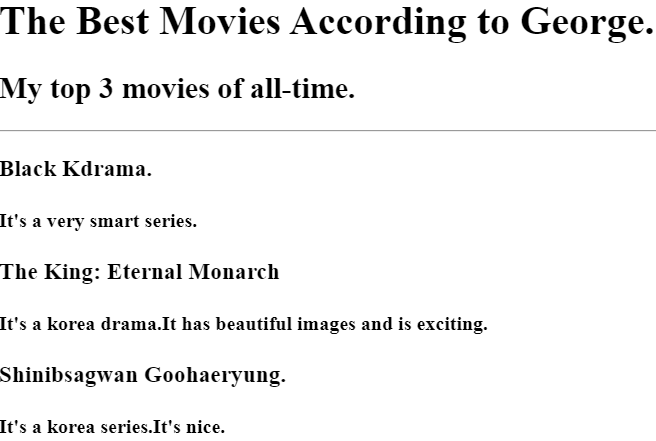 The Best Movies According to George.
My top 3 movies of all-time.
Black Kdrama.
It's a very smart series.
The King: Eternal Monarch
It's a korea drama.It has beautiful images and is exciting.
Shinibsagwan Goohaeryung.
It's a korea series.It's nice.